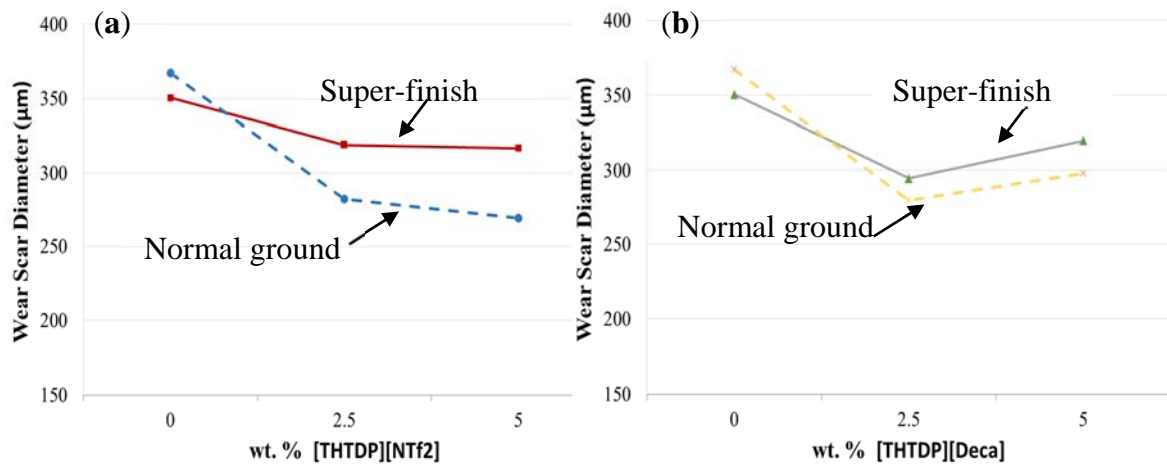 (a)
400
350
300
250
200
150
Wear Scar Diameter (µm)
Super-finish
Normal ground
0 2.5 5
wt. % [THTDP][NTf2]
(b)
400
350
300
250
200
150
Wear Scar Diameter (µm)
Super-finish
Normal ground
0 2.5 5
wt. % [THTDP][Deca]